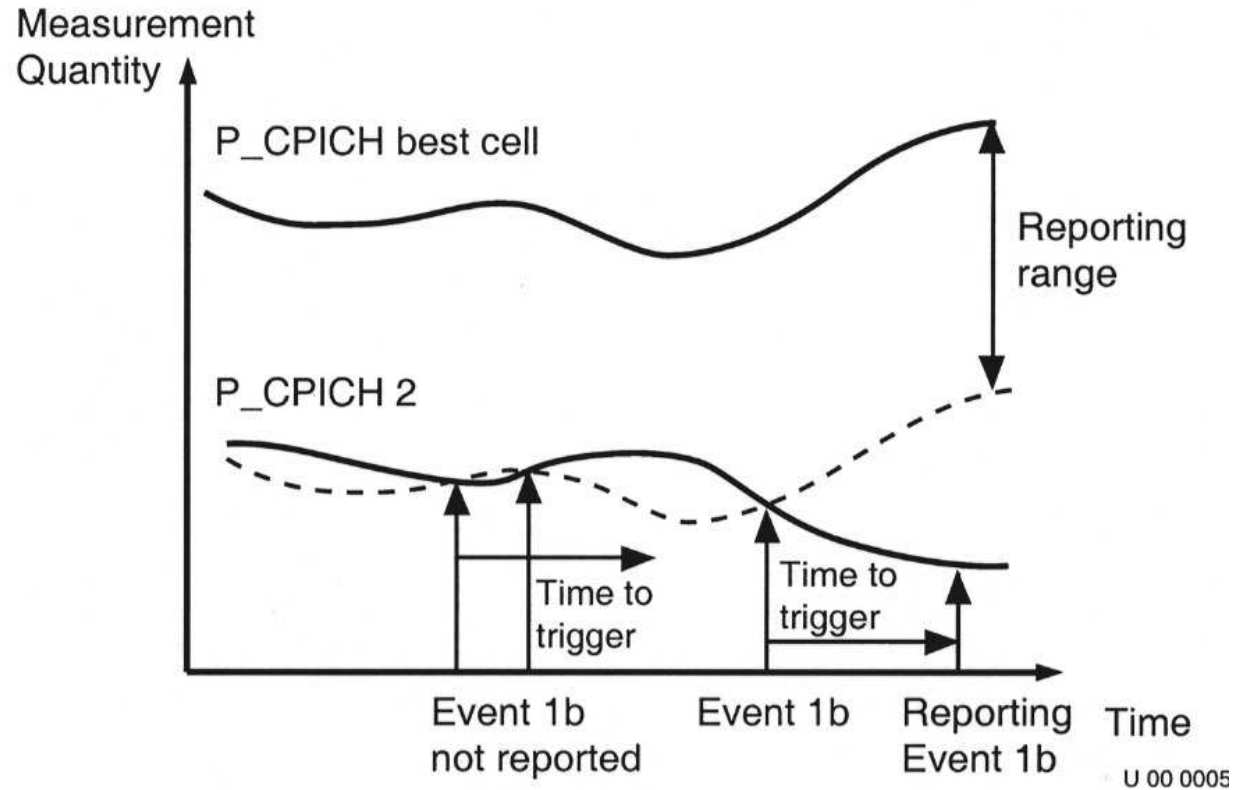 Measurement
Quantity
P_CPICH best cell
Reporting
range
P_CPICH 2
Time to
trigger
Time to
trigger
Event 1b
not reported
Event 1b
Reporting
Event 1b
Time
U 00 0005